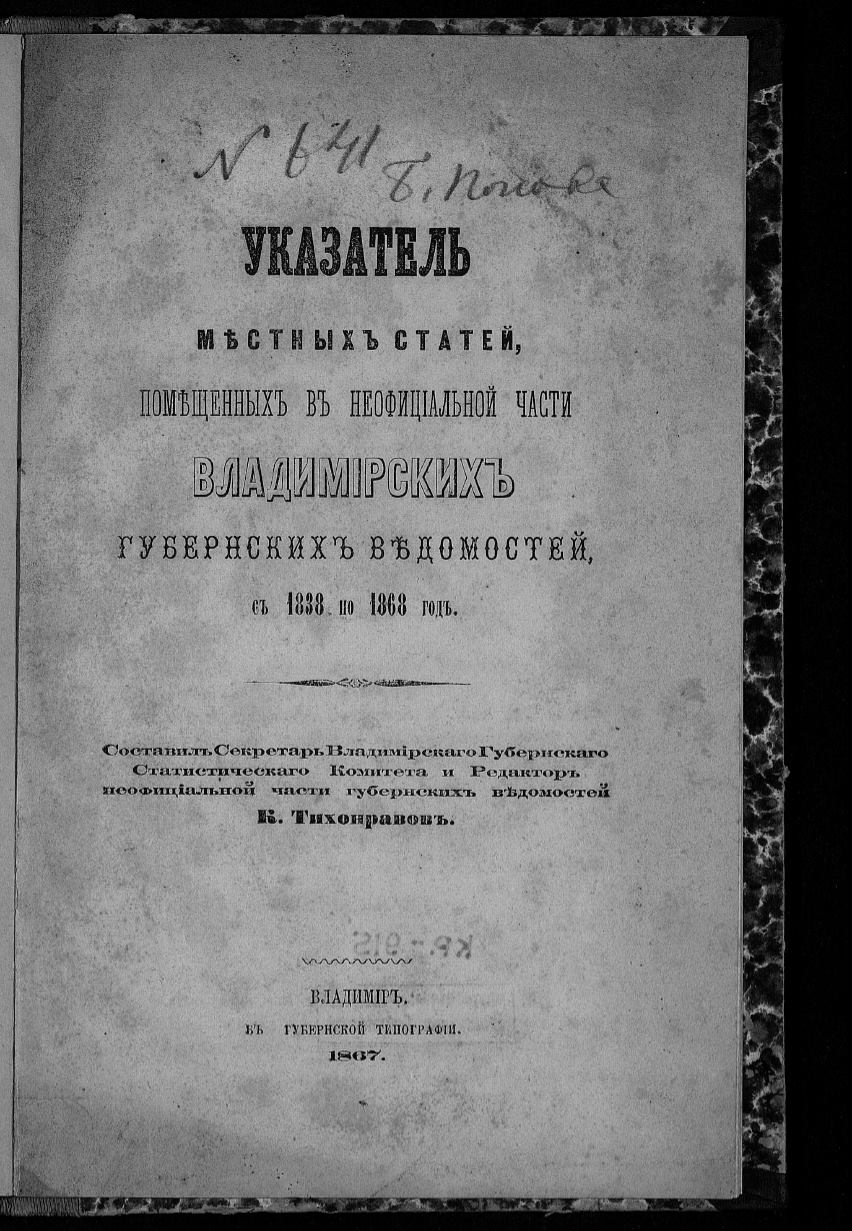 N 641
Б. Попова
УКАЗАТЕЛЬ
МѢСТНЫХЪ СТАТЕЙ,
ПОМѢЩЕННЫХЪ ВЪ НЕОФИЦІАЛЬНОЙ ЧАСТИ
ВЛАДИМІРСКИХЪ
ГУБЕРНСКИХЪ ВѢДОМОСТЕЙ,
съ 1838 по 1868 годъ.
Составилъ Секретарь Владимірскаго Губернскаго
Статистическаго Комитета и Редакторъ
неофиціальной части губернскихъ вѣдомостей
К. Тихонравовъ.
КР.-915
ВЛАДИМІРЪ.
ВЪ ГУБЕРНСКОЙ ТИПОГРАФІИ.
1867.